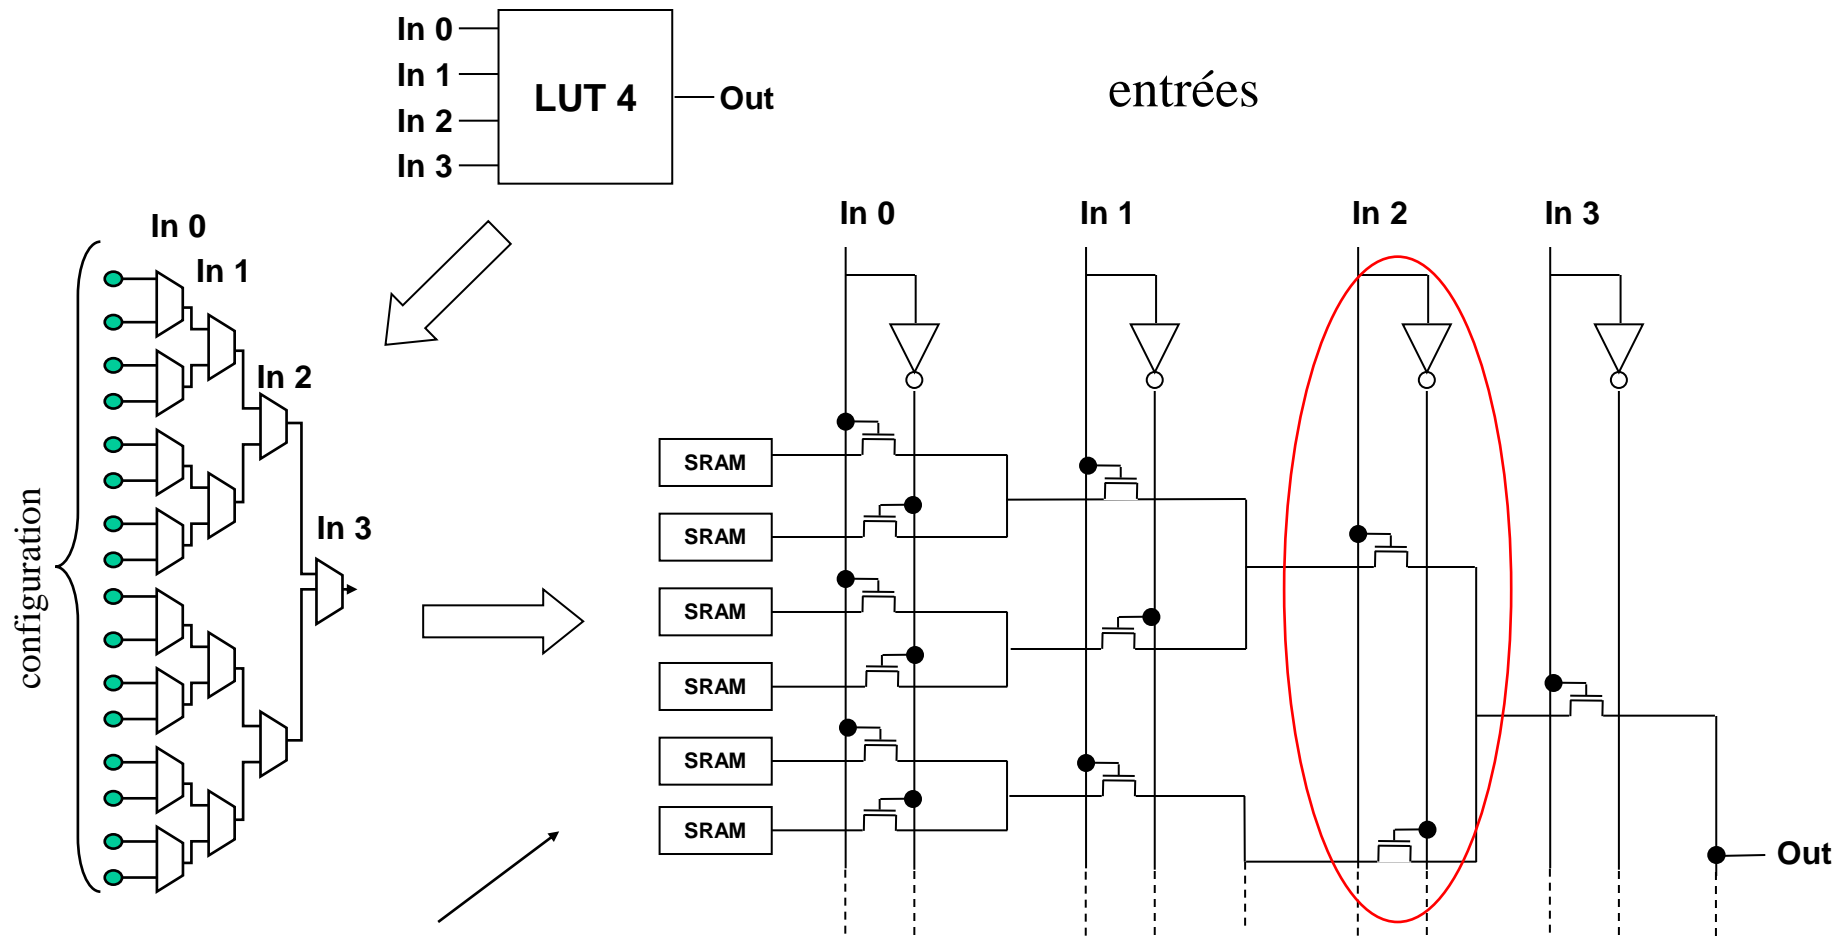 In 0
In 1
LUT 4
Out
In 2
In 3
entrées
In 0
In 1
In 2
In 3
configuration
In 0
In 1
In 2
In 3
SRAM
SRAM
SRAM
SRAM
SRAM
SRAM
Out